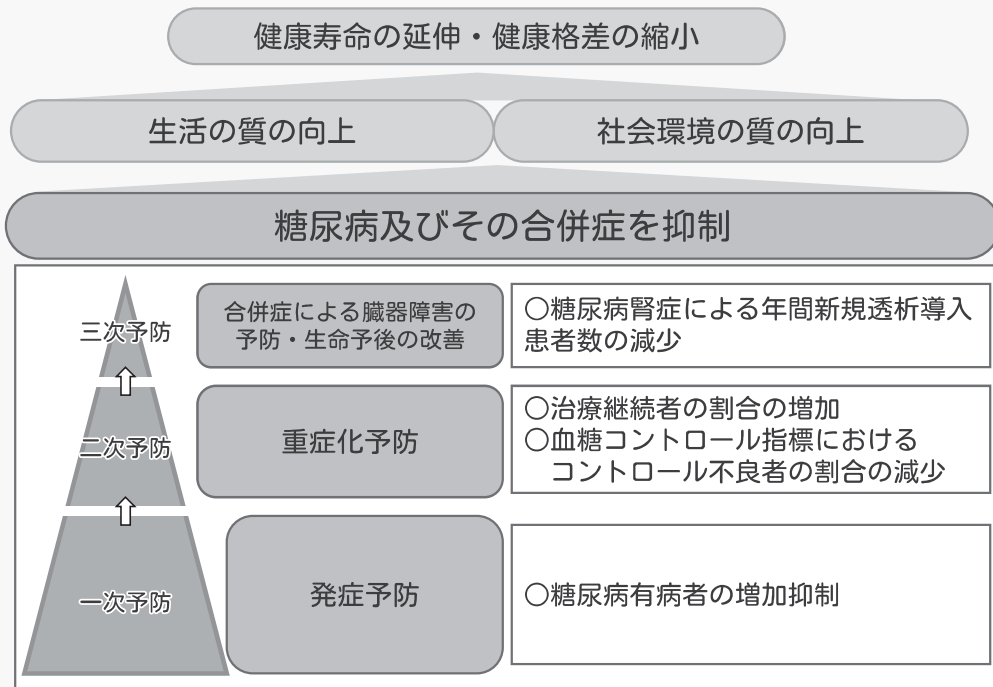 健康寿命の延伸・健康格差の縮小
生活の質の向上
社会環境の質の向上
糖尿病及びその合併症を抑制
三次予防
合併症による臓器障害の
予防・生命予後の改善
○糖尿病腎症による年間新規透析導入
患者数の減少
二次予防
重症化予防
○治療継続者の割合の増加
○血糖コントロール指標における
コントロール不良者の割合の減少
一次予防
発症予防
○糖尿病有病者の増加抑制